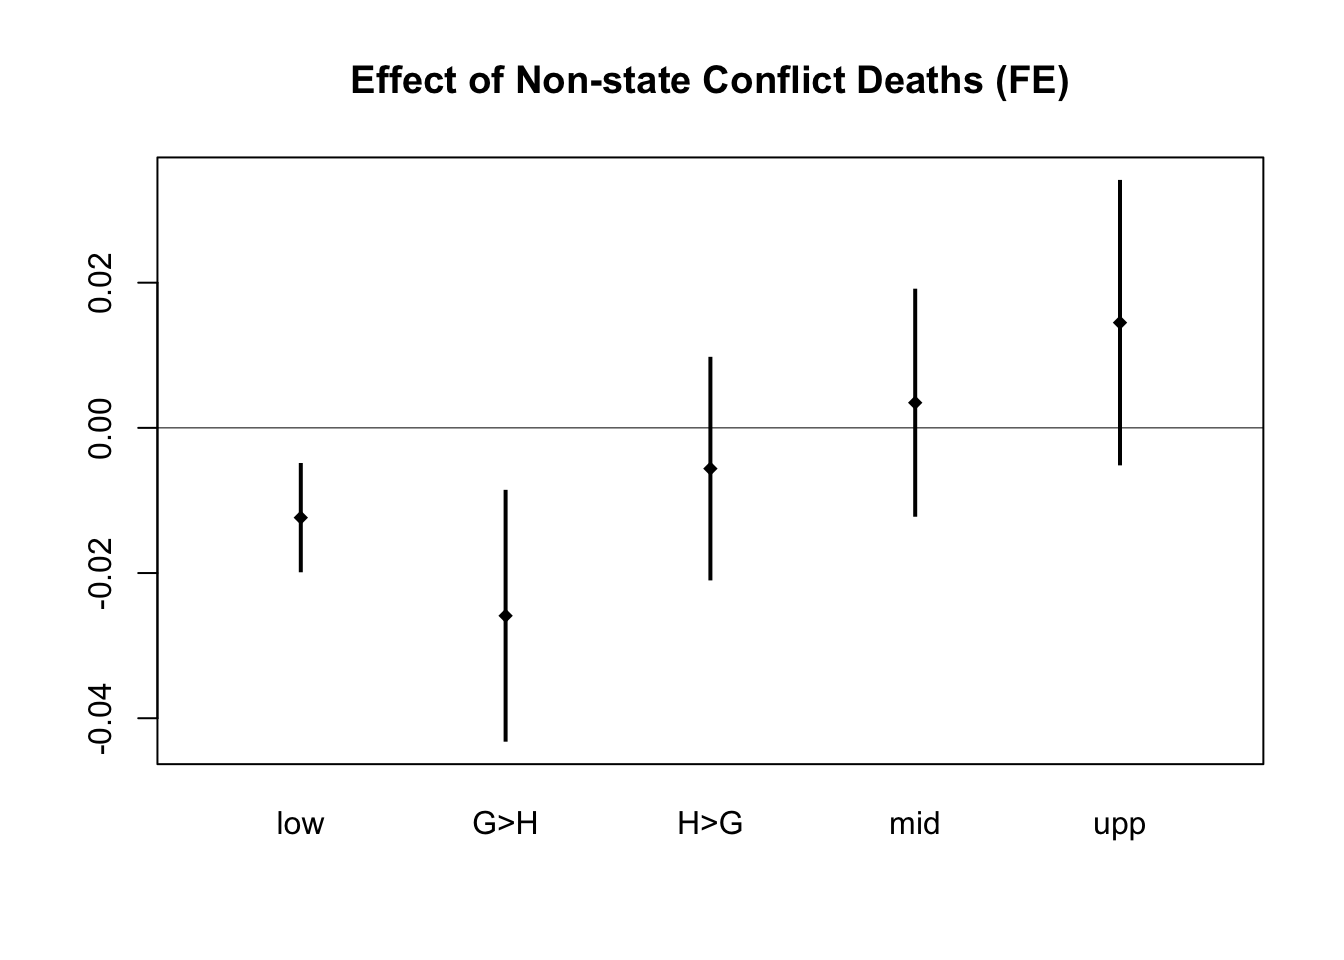 Effect of Non-state Conflict Deaths (FE)
0.02
0.00
-0.02
-0.04
low G>H H>G mid upp